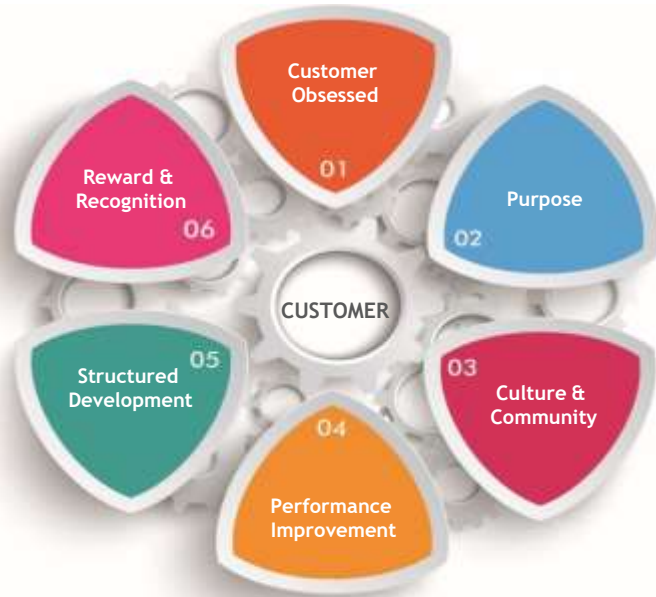 Customer
Obsessed
01
Purpose
02
03
Culture &
Community
04
Performance
Improvement
05
Structured
Development
Reward &
Recognition
06
CUSTOMER